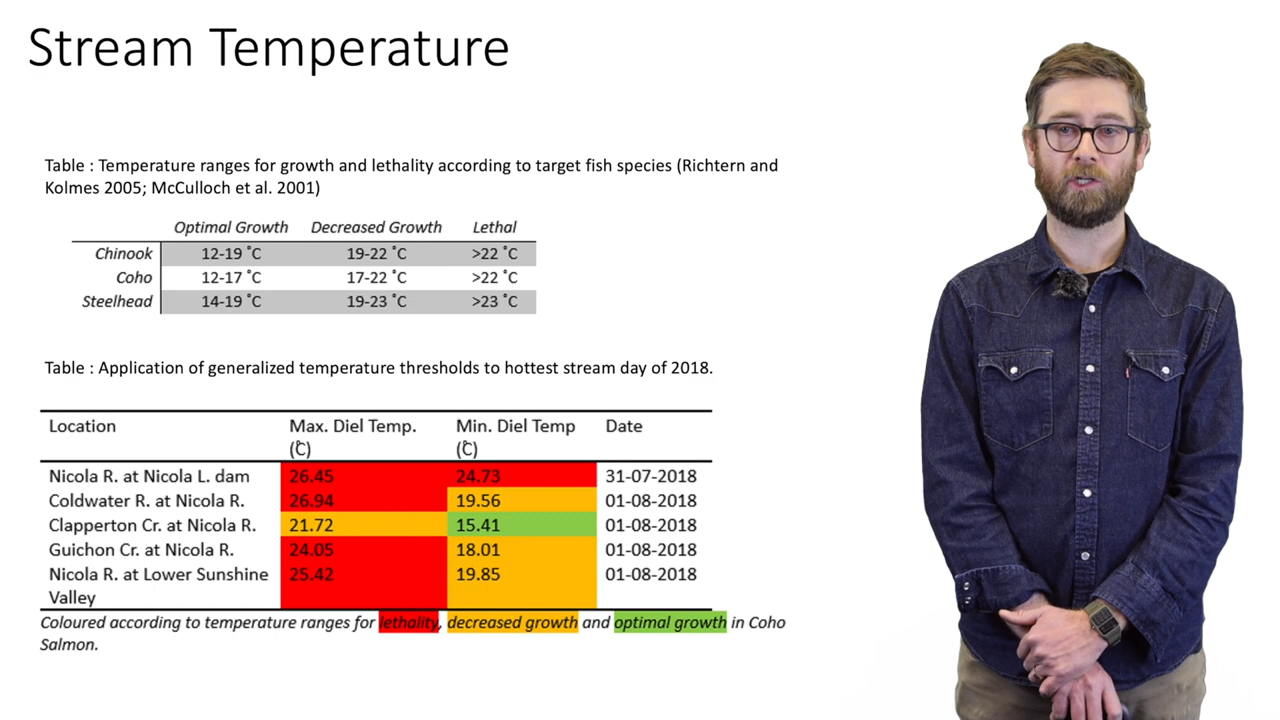 Stream Temperature
Table : Temperature ranges for growth and lethality according to target fish species (Richtern and
Kolmes 2005; McCulloch et al. 2001)
Optimal Growth Decreased Growth Lethal
Chinook 12-19 ˚C 19-22 ˚C >22 ˚C
Coho 12-17 ˚C 17-22 ˚C >22 ˚C
Steelhead 14-19 ˚C 19-23 ˚C >23 ˚C
Table : Application of generalized temperature thresholds to hottest stream day of 2018.
Location Max. Diel Temp. Min. Diel Temp Date
(˚C) (˚C)
Nicola R. at Nicola L. dam 26.45 24.73 31-07-2018
Coldwater R. at Nicola R. 26.94 19.56 01-08-2018
Clapperton Cr. at Nicola R. 21.72 15.41 01-08-2018
Guichon Cr. at Nicola R. 24.05 18.01 01-08-2018
Nicola R. at Lower Sunshine 25.42 19.85 01-08-2018
Valley
Coloured according to temperature ranges for lethality, decreased growth and optimal growth in Coho
Salmon.